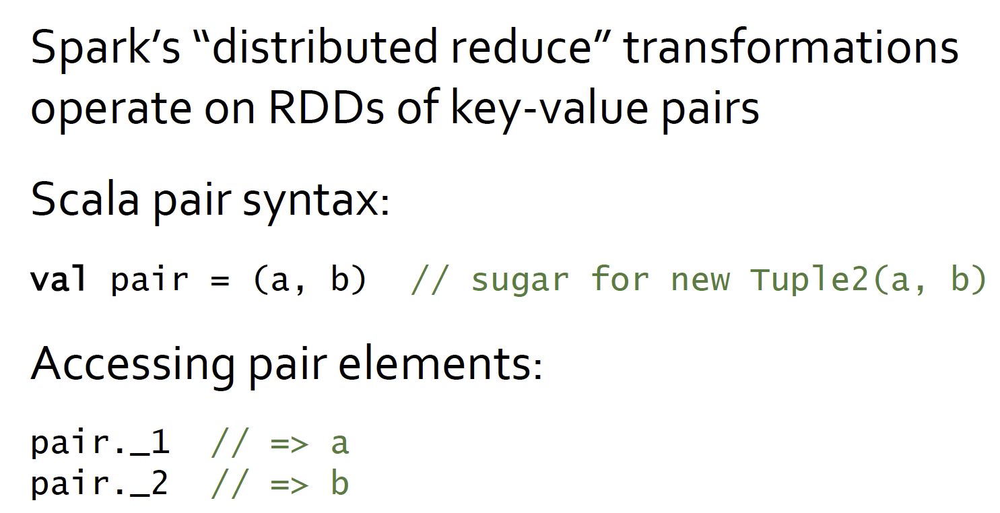 Spark’s “distributed reduce” transformations
operate on RDDs of key-value pairs
Scala pair syntax:
val pair = (a, b)  // sugar for new Tuple2(a, b)
Accessing pair elements:
pair._1  // => a
pair._2  // => b